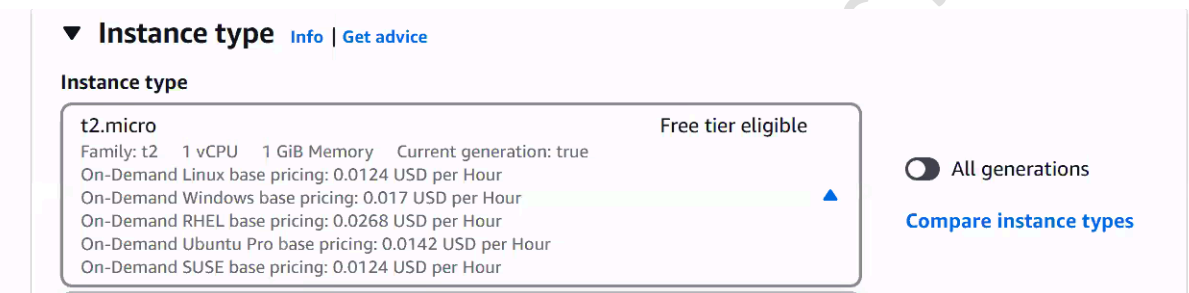 Instance type Info | Get advice
Instance type
t2.micro Free tier eligible
Family: t2 1 vCPU 1 GiB Memory Current generation: true
On-Demand Linux base pricing: 0.0124 USD per Hour
On-Demand Windows base pricing: 0.017 USD per Hour
On-Demand RHEL base pricing: 0.0268 USD per Hour
On-Demand Ubuntu Pro base pricing: 0.0142 USD per Hour
On-Demand SUSE base pricing: 0.0124 USD per Hour
All generations
Compare instance types